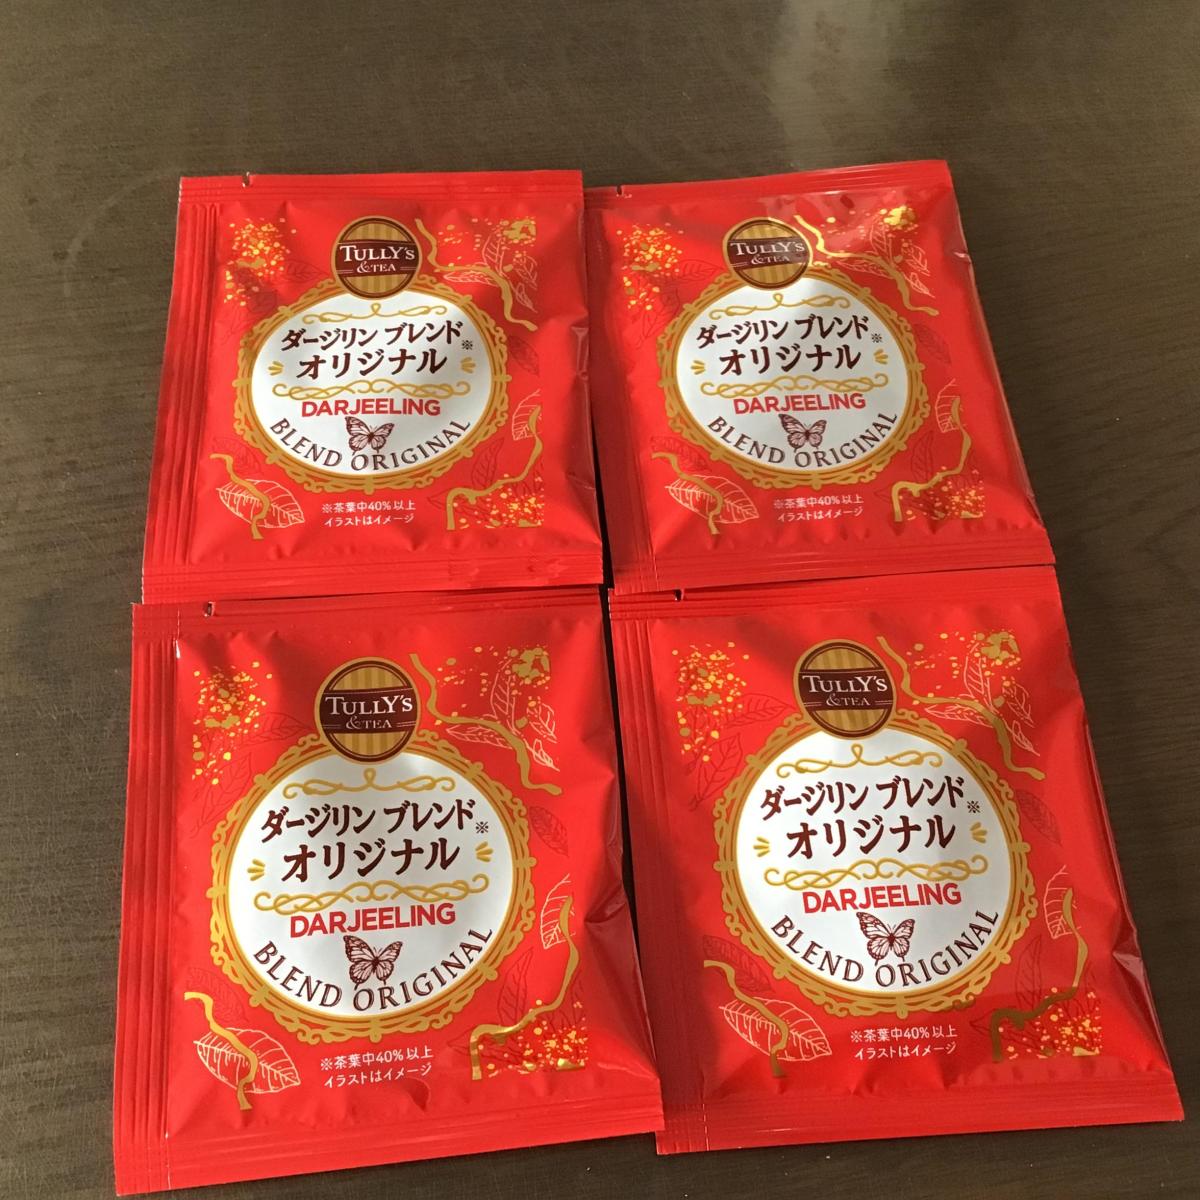 TULLY's
& TEA
ダージリン ブレンド※
オリジナル
DARJEELING
BLEND ORIGINAL
※茶葉中40%以上
イラストはイメージ
TULLY's
& TEA
ダージリン ブレンド※
オリジナル
DARJEELING
BLEND ORIGINAL
※茶葉中40%以上
イラストはイメージ
TULLY's
& TEA
ダージリン ブレンド※
オリジナル
DARJEELING
BLEND ORIGINAL
※茶葉中40%以上
イラストはイメージ
TULLY's
& TEA
ダージリン ブレンド※
オリジナル
DARJEELING
BLEND ORIGINAL
※茶葉中40%以上
イラストはイメージ